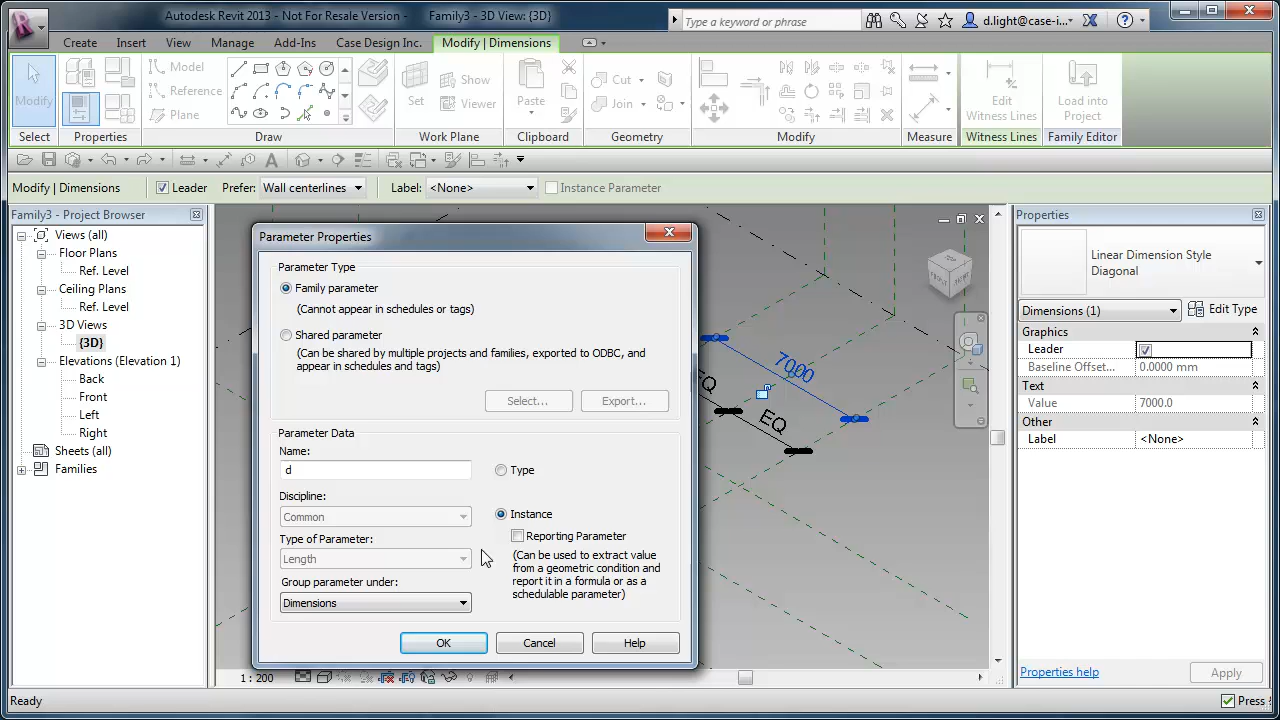 Autodesk Revit 2013 - Not For Resale Version - Family3 - 3D View: {3D}
Type a keyword or phrase
d.light@case-i...
Create Insert View Manage Add-Ins Case Design Inc. Modify | Dimensions
Modify
Model
Reference
Plane
Set
Show
Viewer
Paste
Cut
Join
Edit
Witness Lines
Load into
Project
Select Properties Draw Work Plane Clipboard Geometry Modify Measure Witness Lines Family Editor
Modify | Dimensions
Leader
Prefer: Wall centerlines
Label: <None>
Instance Parameter
Family3 - Project Browser
Views (all)
Floor Plans
Ref. Level
Ceiling Plans
Ref. Level
3D Views
{3D}
Elevations (Elevation 1)
Back
Front
Left
Right
Sheets (all)
Families
Parameter Properties
Parameter Type
Family parameter
(Cannot appear in schedules or tags)
Shared parameter
(Can be shared by multiple projects and families, exported to ODBC, and
appear in schedules and tags)
Select...
Export...
Parameter Data
Name:
d
Type
Discipline:
Common
Instance
Reporting Parameter
Type of Parameter:
Length
(Can be used to extract value
from a geometric condition and
report it in a formula or as a
schedulable parameter)
Group parameter under:
Dimensions
OK
Cancel
Help
7000
EQ
EQ
FRONT
Properties
Linear Dimension Style
Diagonal
Dimensions (1)
Edit Type
Graphics
Leader
Baseline Offset... 0.0000 mm
Text
Value 7000.0
Other
Label <None>
Properties help
Apply
1 : 200
Ready
Press